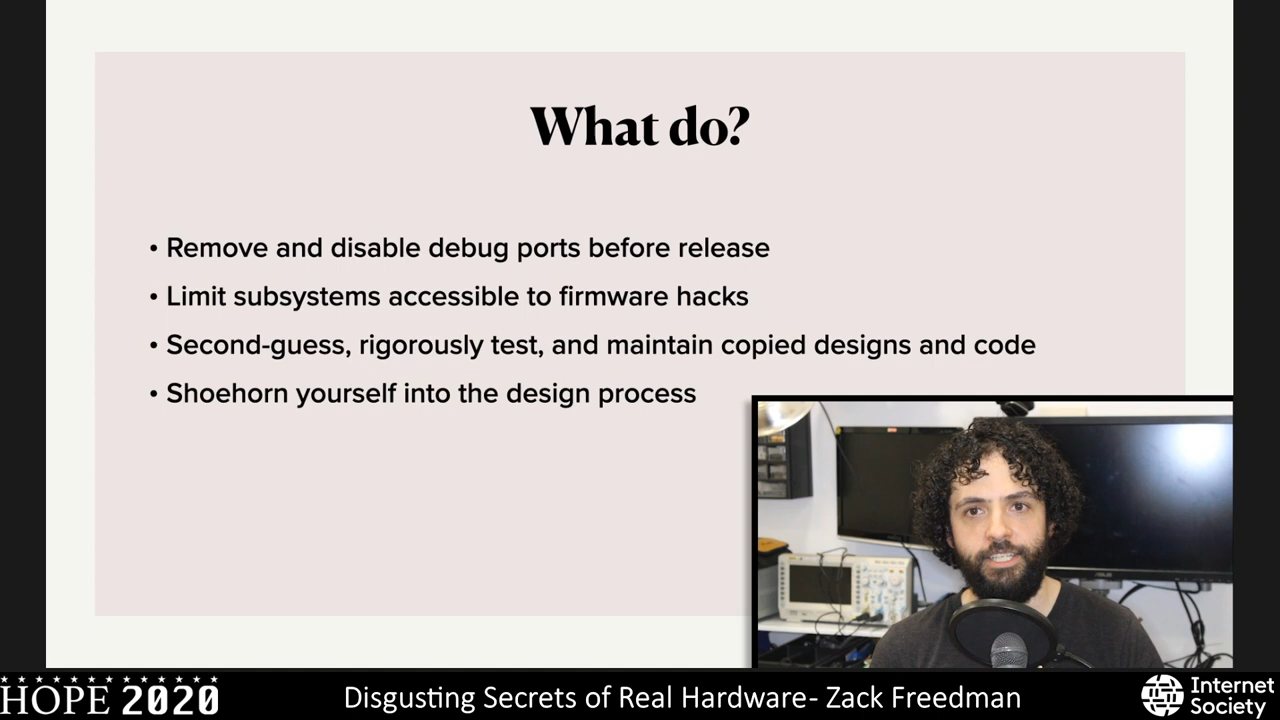 What do?
• Remove and disable debug ports before release
• Limit subsystems accessible to firmware hacks
• Second-guess, rigorously test, and maintain copied designs and code
• Shoehorn yourself into the design process
HOPE 2020
Disgusting Secrets of Real Hardware- Zack Freedman
Internet
Society